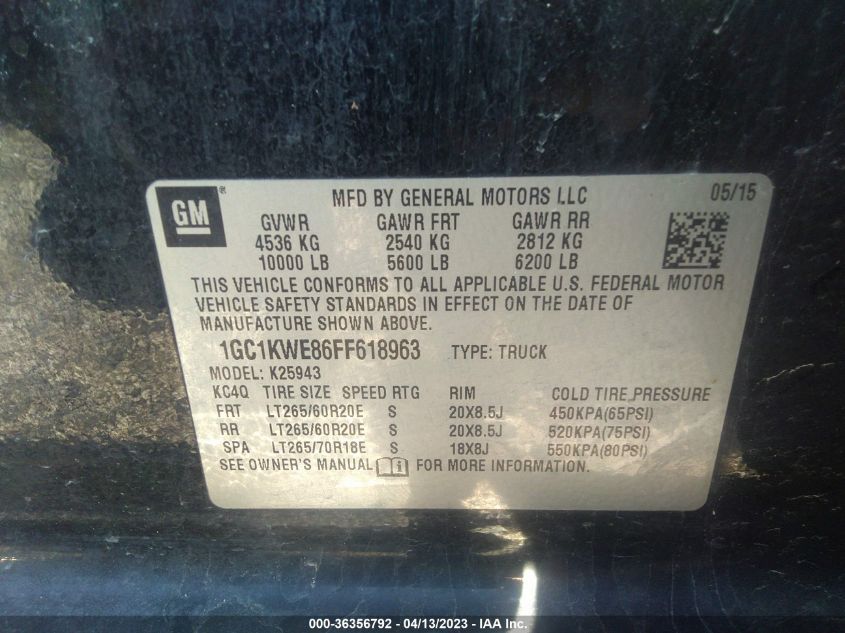 GM ® MFD BY GENERAL MOTORS LLC 05/15
GVWR GAWR FRT GAWR RR
4536 KG 2540 KG 2812 KG
10000 LB 5600 LB 6200 LB
THIS VEHICLE CONFORMS TO ALL APPLICABLE U.S. FEDERAL MOTOR
VEHICLE SAFETY STANDARDS IN EFFECT ON THE DATE OF
MANUFACTURE SHOWN ABOVE.
1GC1KWE86FF618963 TYPE: TRUCK
MODEL: K25943
KC4Q TIRE SIZE SPEED RTG RIM COLD TIRE PRESSURE
FRT LT265/60R20E S 20X8.5J 450KPA(65PSI)
RR LT265/60R20E S 20X8.5J 520KPA(75PSI)
SPA LT265/70R18E S 18X8J 550KPA(80PSI)
SEE OWNER'S MANUAL FOR MORE INFORMATION.
000-36356792 - 04/13/2023 - IAA Inc.